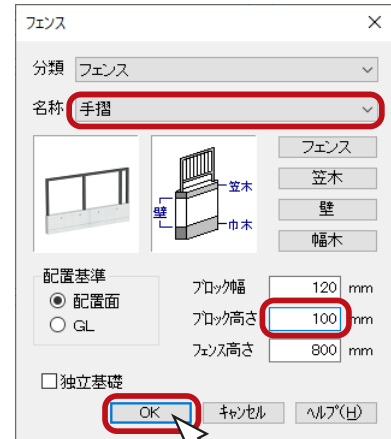 フェンス
分類 フェンス
名称 手摺
笠木
壁
巾木
フェンス
笠木
壁
幅木
配置基準
配置面
GL
ブロック幅 120 mm
ブロック高さ 100 mm
フェンス高さ 800 mm
独立基礎
OK キャンセル ヘルプ(H)